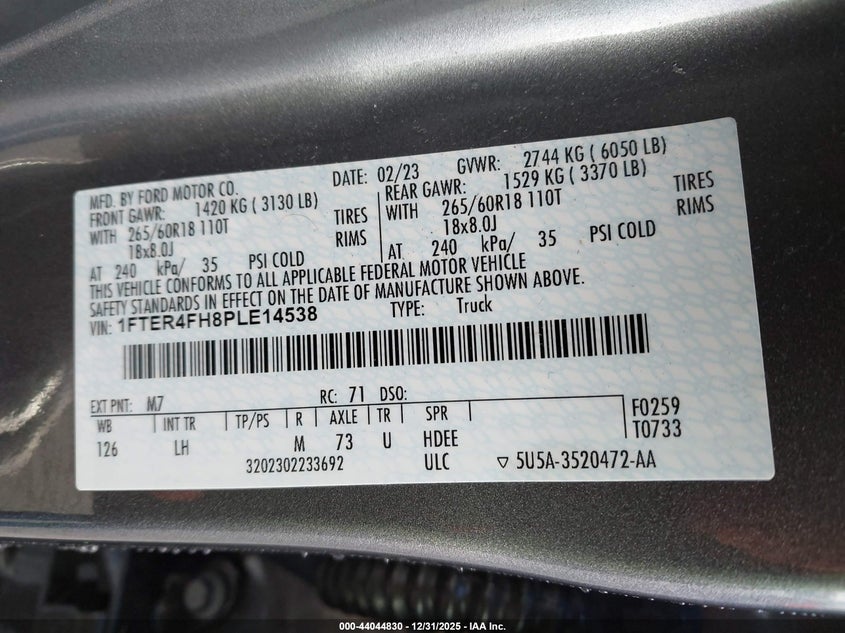 MFD. BY FORD MOTOR CO.
DATE: 02/23 GVWR: 2744 KG ( 6050 LB)
FRONT GAWR: 1420 KG ( 3130 LB)
REAR GAWR: 1529 KG ( 3370 LB)
WITH 265/60R18 110T TIRES
WITH 265/60R18 110T TIRES
18x8.0J RIMS
18x8.0J RIMS
AT 240 kPa/ 35 PSI COLD
AT 240 kPa/ 35 PSI COLD
THIS VEHICLE CONFORMS TO ALL APPLICABLE FEDERAL MOTOR VEHICLE
SAFETY STANDARDS IN EFFECT ON THE DATE OF MANUFACTURE SHOWN ABOVE.
VIN: 1FTER4FH8PLE14538 TYPE: Truck
EXT PNT: M7 RC: 71 DSO:
WB INT TR TP/PS R AXLE TR SPR F0259
126 LH M 73 U HDEE T0733
3202302233692 ULC ▽ 5U5A-3520472-AA
000-44044830 | 12/31/2025 - IAA Inc.